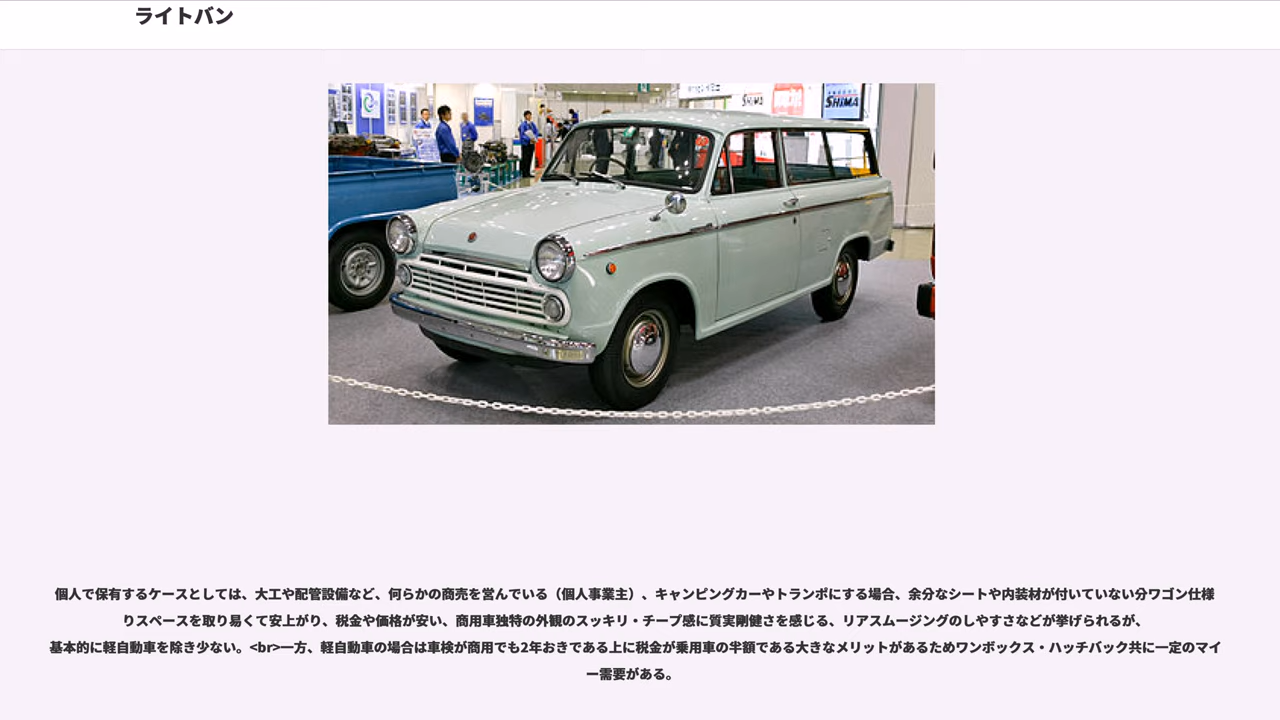 ライトバン
SHIMA
SHIMA
個人で保有するケースとしては、大工や配管設備など、何らかの商売を営んでいる（個人事業主）、キャンピングカーやトランポにする場合、余分なシートや内装材が付いていない分ワゴン仕様
りスペースを取り易くて安上がり、税金や価格が安い、商用車独特の外観のスッキリ・チープ感に質実剛健さを感じる、リアスムージングのしやすさなどが挙げられるが、
基本的に軽自動車を除き少ない。<br>一方、軽自動車の場合は車検が商用でも2年おきである上に税金が乗用車の半額である大きなメリットがあるためワンボックス・ハッチバック共に一定のマイ
ー需要がある。